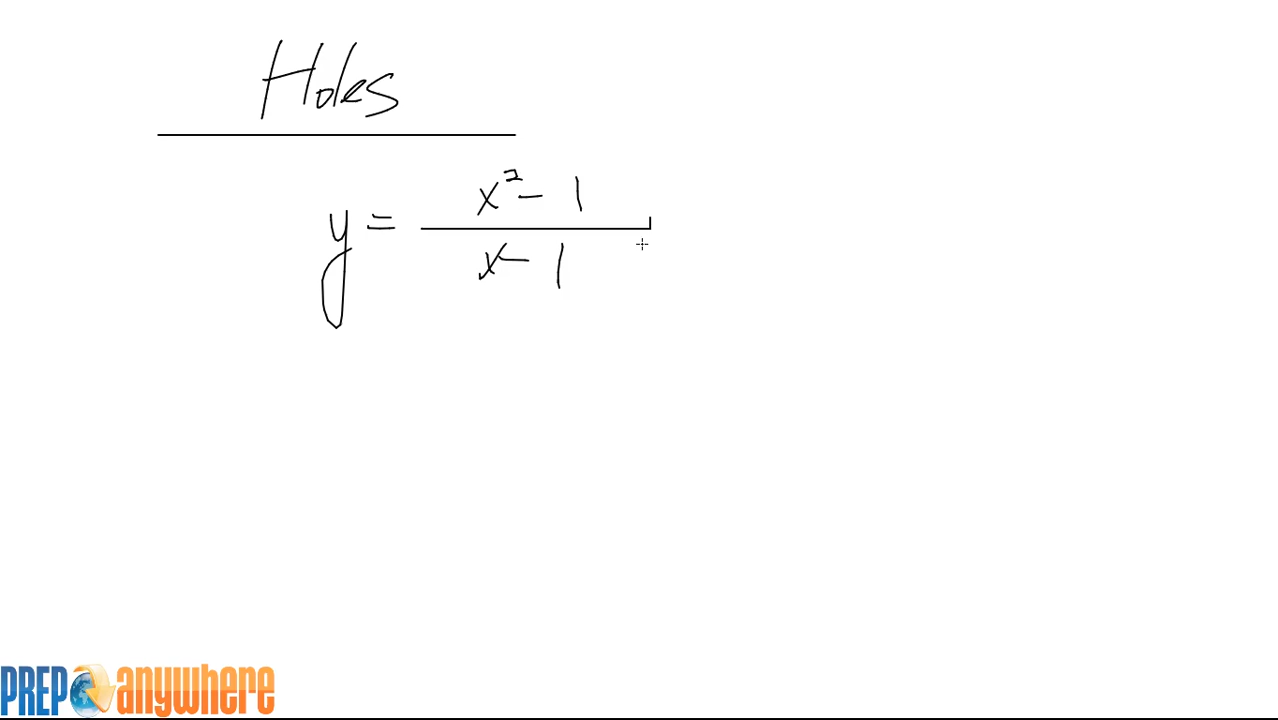 Holes
y = x² - 1
x - 1
PREP anywhere